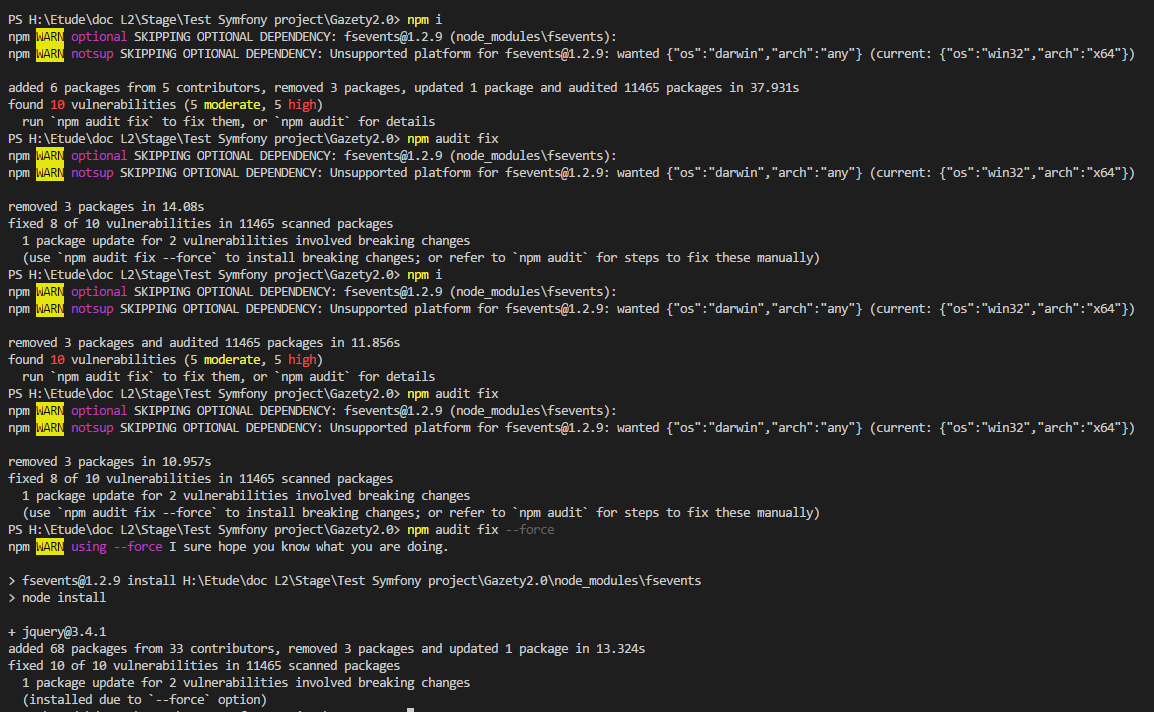 PS H:\Etude\doc L2\Stage\Test Symfony project\Gazety2.0> npm i
npm WARN optional SKIPPING OPTIONAL DEPENDENCY: fsevents@1.2.9 (node_modules\fsevents):
npm WARN notsup SKIPPING OPTIONAL DEPENDENCY: Unsupported platform for fsevents@1.2.9: wanted {"os":"darwin","arch":"any"} (current: {"os":"win32","arch":"x64"})
added 6 packages from 5 contributors, removed 3 packages, updated 1 package and audited 11465 packages in 37.931s
found 10 vulnerabilities (5 moderate, 5 high)
run `npm audit fix` to fix them, or `npm audit` for details
PS H:\Etude\doc L2\Stage\Test Symfony project\Gazety2.0> npm audit fix
npm WARN optional SKIPPING OPTIONAL DEPENDENCY: fsevents@1.2.9 (node_modules\fsevents):
npm WARN notsup SKIPPING OPTIONAL DEPENDENCY: Unsupported platform for fsevents@1.2.9: wanted {"os":"darwin","arch":"any"} (current: {"os":"win32","arch":"x64"})
removed 3 packages in 14.08s
fixed 8 of 10 vulnerabilities in 11465 scanned packages
1 package update for 2 vulnerabilities involved breaking changes
(use `npm audit fix --force` to install breaking changes; or refer to `npm audit` for steps to fix these manually)
PS H:\Etude\doc L2\Stage\Test Symfony project\Gazety2.0> npm i
npm WARN optional SKIPPING OPTIONAL DEPENDENCY: fsevents@1.2.9 (node_modules\fsevents):
npm WARN notsup SKIPPING OPTIONAL DEPENDENCY: Unsupported platform for fsevents@1.2.9: wanted {"os":"darwin","arch":"any"} (current: {"os":"win32","arch":"x64"})
removed 3 packages and audited 11465 packages in 11.856s
found 10 vulnerabilities (5 moderate, 5 high)
run `npm audit fix` to fix them, or `npm audit` for details
PS H:\Etude\doc L2\Stage\Test Symfony project\Gazety2.0> npm audit fix
npm WARN optional SKIPPING OPTIONAL DEPENDENCY: fsevents@1.2.9 (node_modules\fsevents):
npm WARN notsup SKIPPING OPTIONAL DEPENDENCY: Unsupported platform for fsevents@1.2.9: wanted {"os":"darwin","arch":"any"} (current: {"os":"win32","arch":"x64"})
removed 3 packages in 10.957s
fixed 8 of 10 vulnerabilities in 11465 scanned packages
1 package update for 2 vulnerabilities involved breaking changes
(use `npm audit fix --force` to install breaking changes; or refer to `npm audit` for steps to fix these manually)
PS H:\Etude\doc L2\Stage\Test Symfony project\Gazety2.0> npm audit fix --force
npm WARN using --force I sure hope you know what you are doing.
> fsevents@1.2.9 install H:\Etude\doc L2\Stage\Test Symfony project\Gazety2.0\node_modules\fsevents
> node install
+ jquery@3.4.1
added 68 packages from 33 contributors, removed 3 packages and updated 1 package in 13.324s
fixed 10 of 10 vulnerabilities in 11465 scanned packages
1 package update for 2 vulnerabilities involved breaking changes
(installed due to `--force` option)